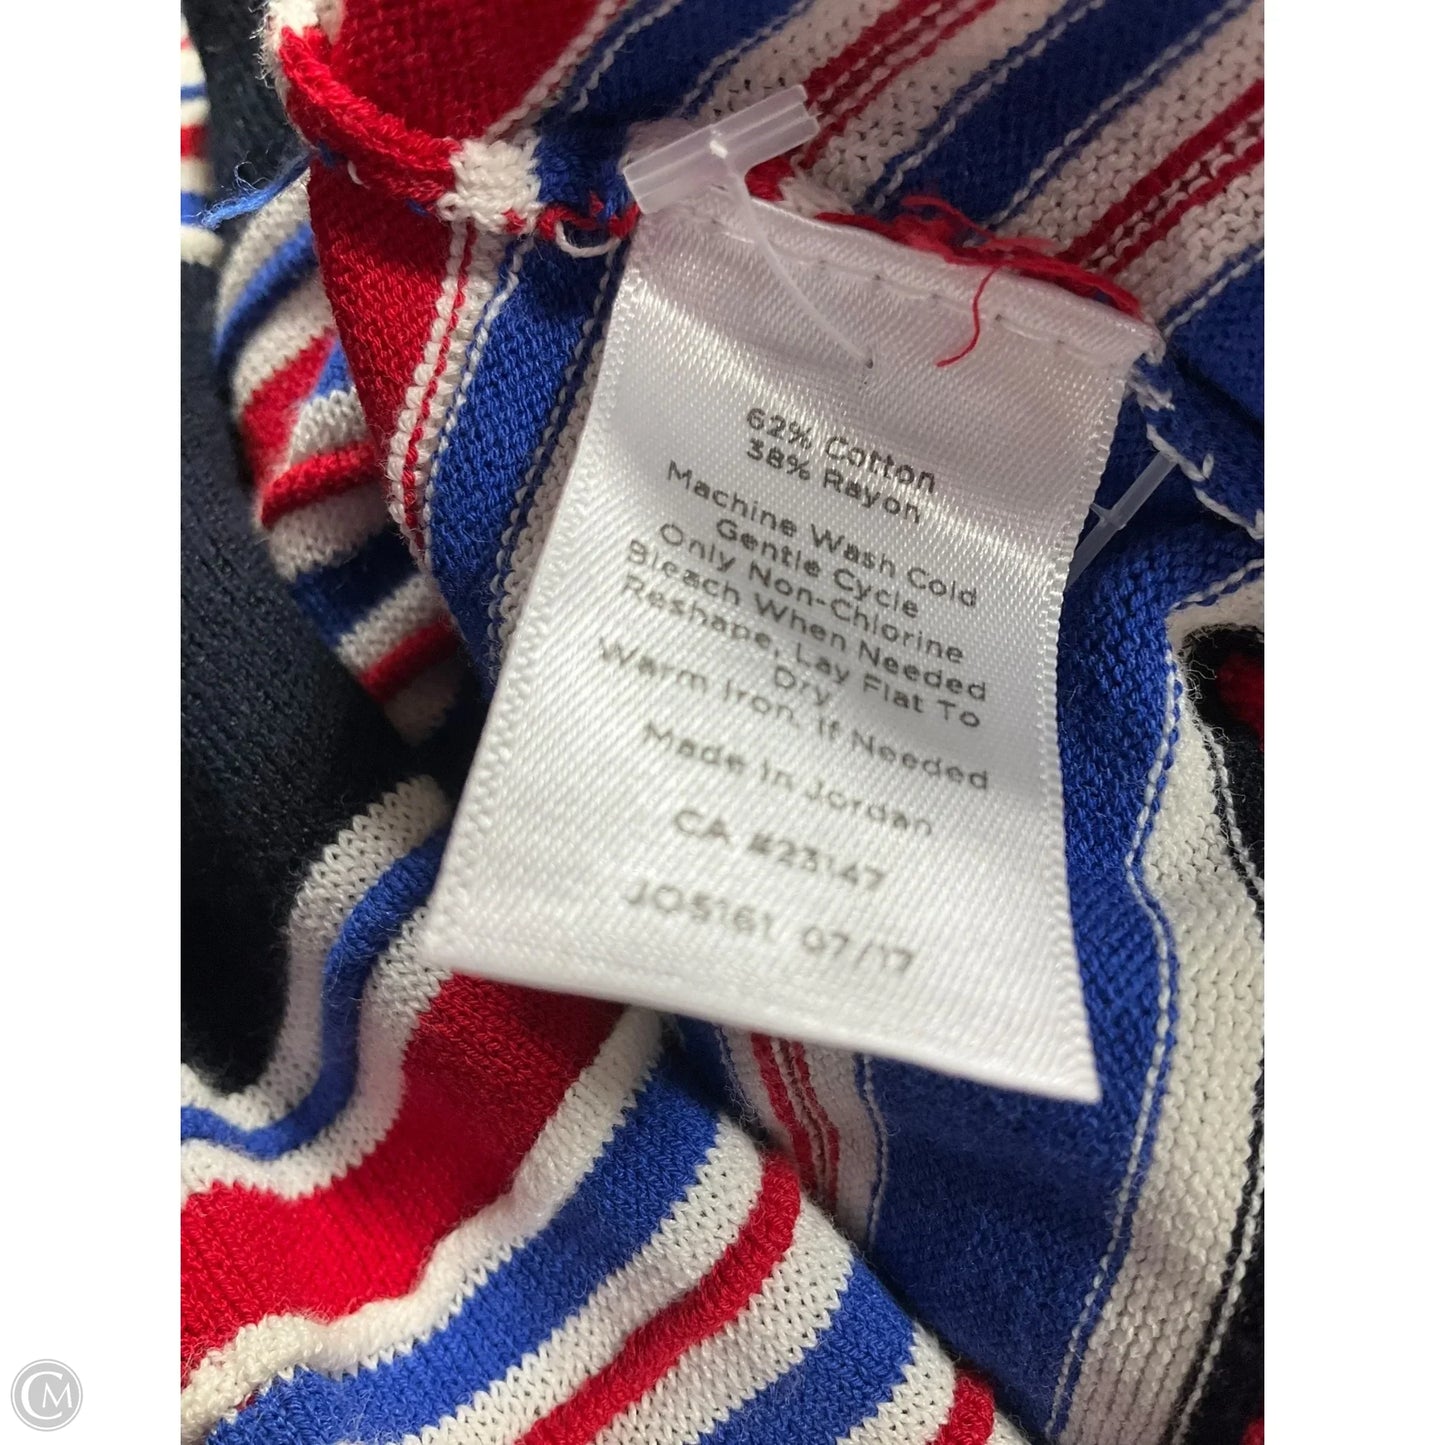 62% Cotton
38% Rayon
Machine Wash Cold
Gentle Cycle
Only Non-Chlorine
Bleach When Needed
Reshape, Lay Flat To
Dry,
Warm Iron, If Needed
Made In Jordan
CA #23147
JO5161, 07/17
CM